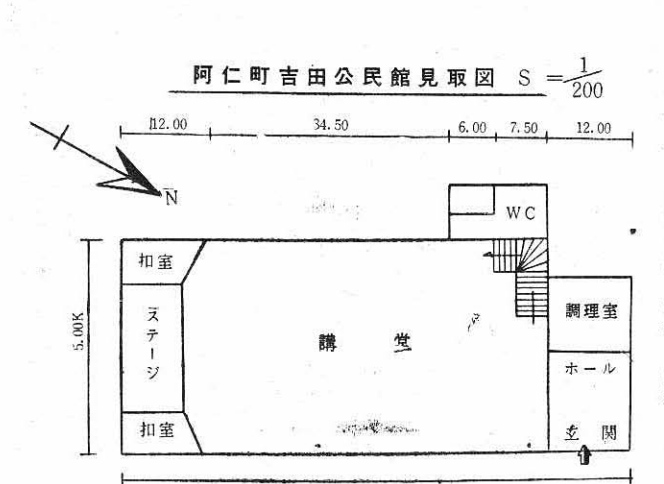 阿仁町吉田公民館見取図 S=1/200
12.00 34.50 6.00 7.50 12.00
N
WC
扣室
5.00K
ステージ
講堂
調理室
ホール
扣室
玄関